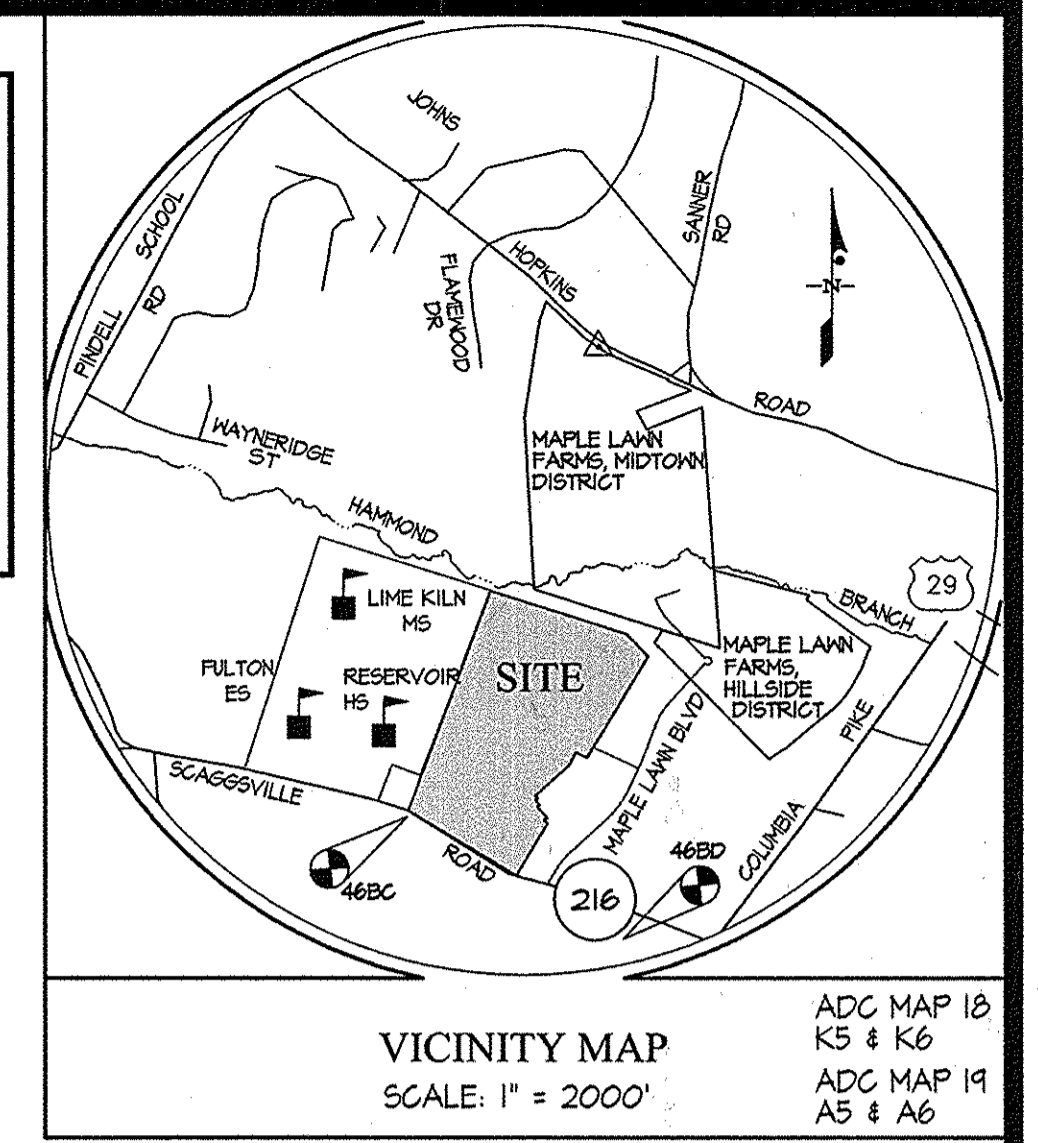 JOHNS
HOPKINS
ROAD
SANNER
RD
-N-
PINDELL SCHOOL
RD
FLAMEWOOD
DR
WAYNERIDGE
ST
MAPLE LAWN
FARMS, MIDTOWN
DISTRICT
HAMMOND
BRANCH
29
LIME KILN
MS
FULTON
ES
RESERVOIR
HS
SITE
MAPLE LAWN
FARMS,
HILLSIDE
DISTRICT
MAPLE LAWN BLVD
COLUMBIA PIKE
SCAGGSVILLE
ROAD
46BC
216
46BD
VICINITY MAP
SCALE: 1" = 2000'
ADC MAP 18
K5 & K6
ADC MAP 19
A5 & A6